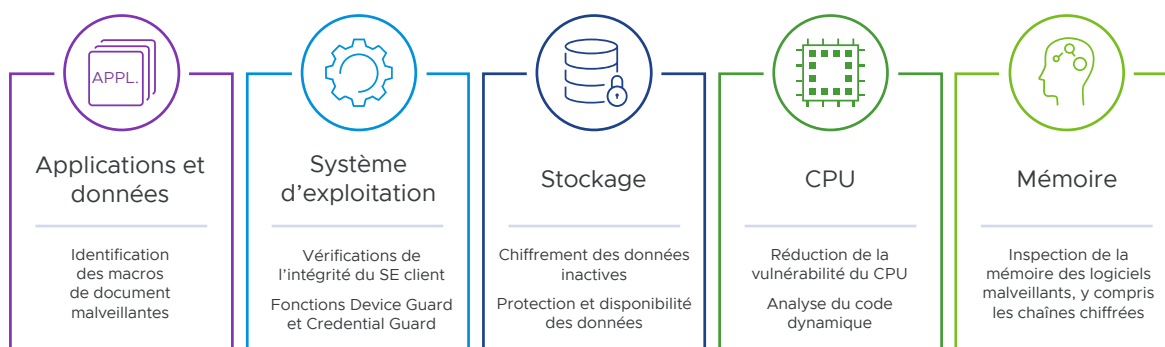 APPL.
Applications et
données
Identification
des macros
de document
malveillantes
Système
d'exploitation
Vérifications de
l'intégrité du SE client
Fonctions Device Guard
et Credential Guard
Stockage
Chiffrement des données
inactives
Protection et disponibilité
des données
CPU
Réduction de la
vulnérabilité du CPU
Analyse du code
dynamique
Mémoire
Inspection de la
mémoire des logiciels
malveillants, y compris
les chaînes chiffrées